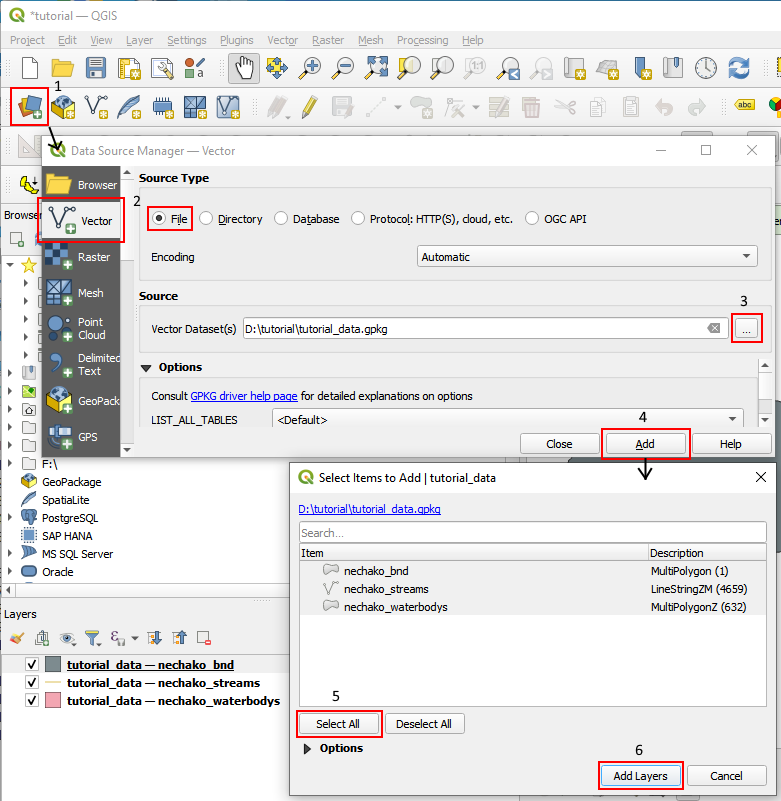 *tutorial — QGIS
Project Edit View Layer Settings Plugins Vector Raster Mesh Processing Help
1
abc
Data Source Manager — Vector
Browser
Vector
Raster
Mesh
Point
Cloud
Delimited
Text
GeoPack
GPS
Source Type
2
File Directory Database Protocol: HTTP(S), cloud, etc. OGC API
Encoding Automatic
Source
3
Vector Dataset(s) D:\tutorial\tutorial_data.gpkg ...
Options
Consult GPKG driver help page for detailed explanations on options
LIST_ALL_TABLES <Default>
4
Close Add Help
F:\
GeoPackage
SpatiaLite
PostgreSQL
SAP HANA
MS SQL Server
Oracle
Layers
tutorial_data — nechako_bnd
tutorial_data — nechako_streams
tutorial_data — nechako_waterbodys
Select Items to Add | tutorial_data
D:\tutorial\tutorial_data.gpkg
Search...
Item Description
nechako_bnd MultiPolygon (1)
nechako_streams LineStringZM (4659)
nechako_waterbodys MultiPolygonZ (632)
5
Select All Deselect All
Options
6
Add Layers Cancel